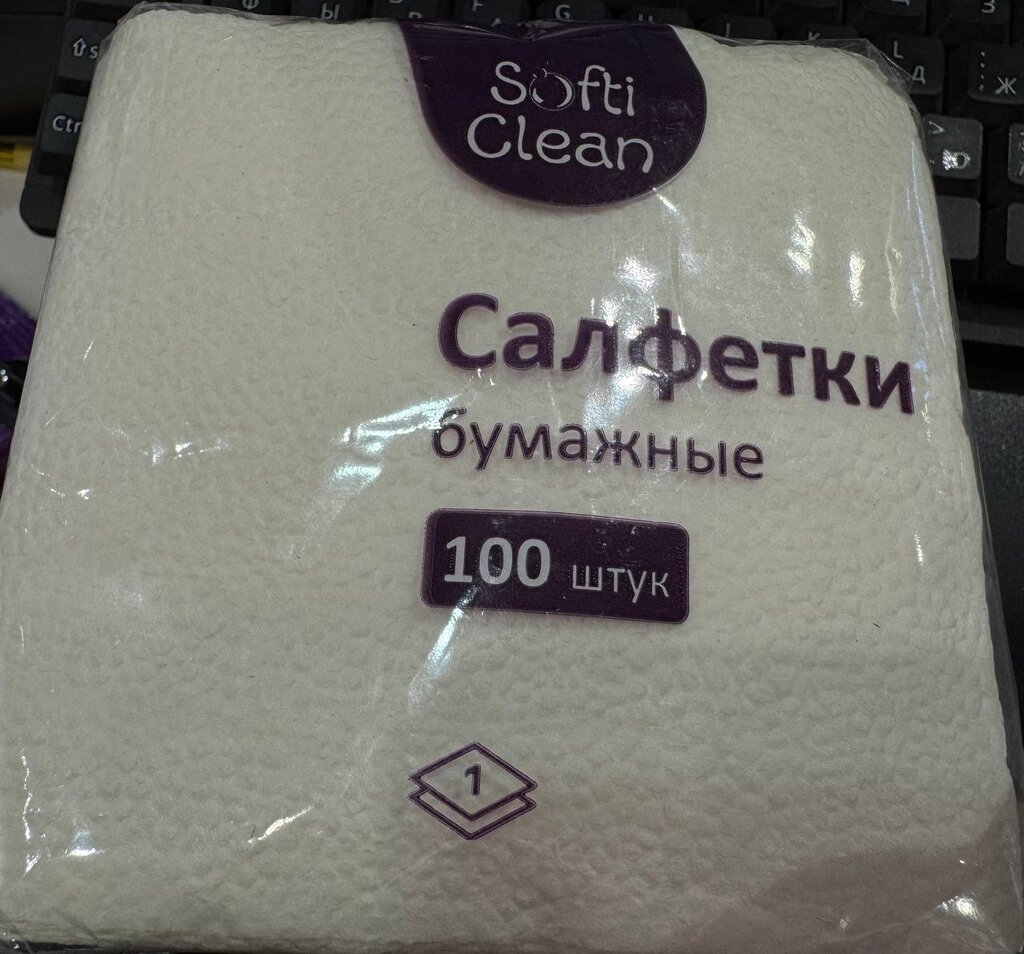 Softi
Clean
Салфетки
бумажные
100 штук
1